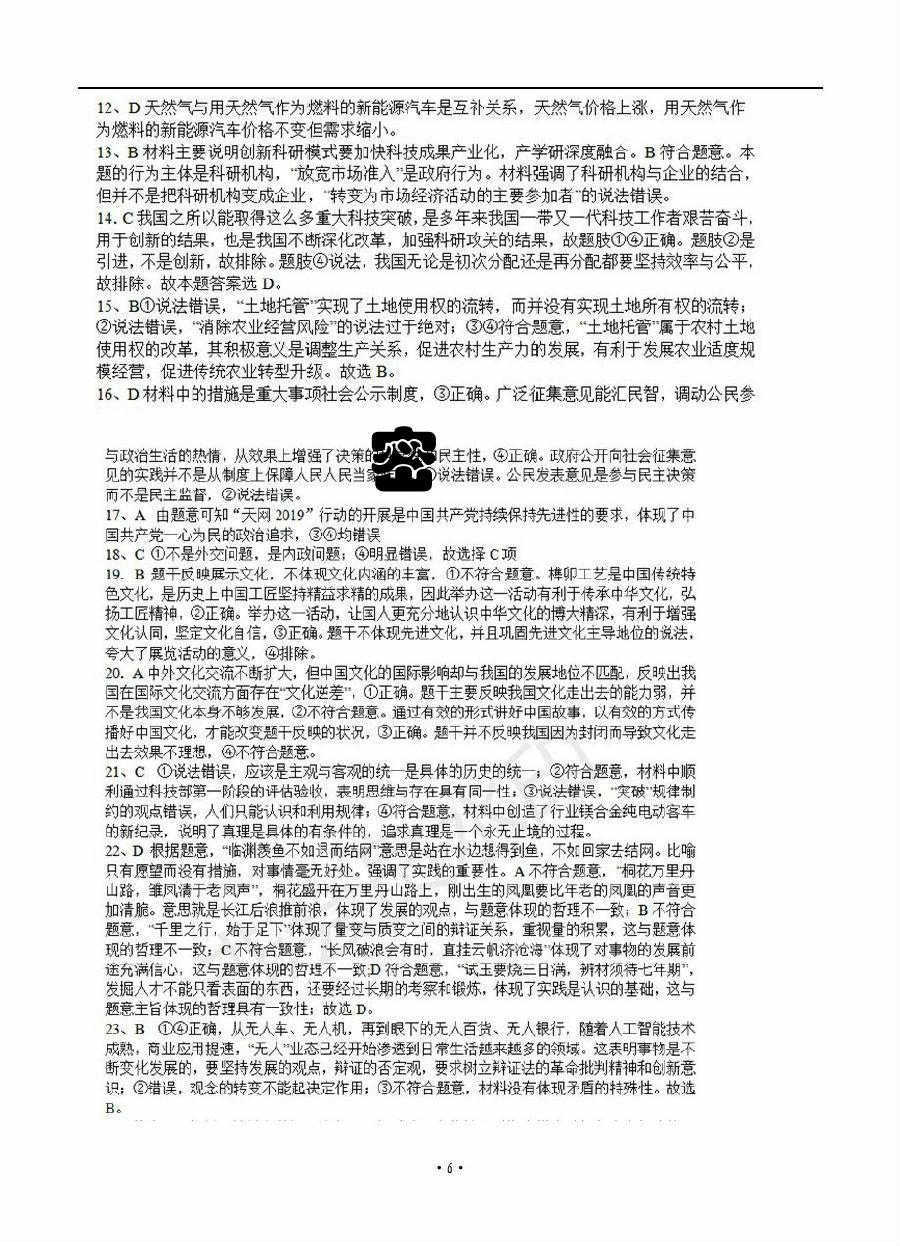 12、D 天然气与用天然气作为燃料的新能源汽车是互补关系，天然气价格上涨，用天然气作
为燃料的新能源汽车价格不变但需求缩小。
13、B 材料主要说明创新科研模式要加快科技成果产业化，产学研深度融合。B 符合题意。本
题的行为主体是科研机构，“放宽市场准入”是政府行为。材料强调了科研机构与企业的结合，
但并不是把科研机构变成企业，“转变为市场经济活动的主要参加者”的说法错误。
14. C 我国之所以能取得这么多重大科技突破，是多年来我国一带又一代科技工作者艰苦奋斗，
用于创新的结果，也是我国不断深化改革，加强科研攻关的结果，故题肢①④正确。题肢②是
引进，不是创新，故排除。题肢④说法，我国无论是初次分配还是再分配都要坚持效率与公平，
故排除。故本题答案选 D。
15、B①说法错误，“土地托管”实现了土地使用权的流转，而并没有实现土地所有权的流转；
②说法错误，“消除农业经营风险”的说法过于绝对；③④符合题意，“土地托管”属于农村土地
使用权的改革，其积极意义是调整生产关系，促进农村生产力的发展，有利于发展农业适度规
模经营，促进传统农业转型升级。故选 B。
16、D 材料中的措施是重大事项社会公示制度，③正确。广泛征集意见能汇民智，调动公民参
与政治生活的热情，从效果上增强了决策的民主性，④正确。政府公开向社会征集意
见的实践并不是从制度上保障人民人民当家说法错误。公民发表意见是参与民主决策
而不是民主监督，②说法错误。
17、A 由题意可知“天网 2019”行动的开展是中国共产党持续保持先进性的要求，体现了中
国共产党一心为民的政治追求，③④均错误
18、C ①不是外交问题，是内政问题；④明显错误，故选择 C 项
19. B 题干反映展示文化，不体现文化内涵的丰富，①不符合题意。榫卯工艺是中国传统特
色文化，是历史上中国工匠坚持精益求精的成果，因此举办这一活动有利于传承中华文化，弘
扬工匠精神，②正确。举办这一活动，让国人更充分地认识中华文化的博大精深，有利于增强
文化认同，坚定文化自信，③正确。题干不体现先进文化，并且巩固先进文化主导地位的说法，
夸大了展览活动的意义，④排除。
20. A 中外文化交流不断扩大，但中国文化的国际影响却与我国的发展地位不匹配，反映出我
国在国际文化交流方面存在“文化逆差”，①正确。题干主要反映我国文化走出去的能力弱，并
不是我国文化本身不够发展，②不符合题意。通过有效的形式讲好中国故事，以有效的方式传
播好中国文化，才能改变题干反映的状况，③正确。题干并不反映我国因为封闭而导致文化走
出去效果不理想，④不符合题意。
21、C ①说法错误，应该是主观与客观的统一是具体的历史的统一；②符合题意，材料中顺
利通过科技部第一阶段的评估验收，表明思维与存在具有同一性；③说法错误，“突破”规律制
约的观点错误，人们只能认识和利用规律；④符合题意，材料中创造了行业镁合金纯电动客车
的新纪录，说明了真理是具体的有条件的，追求真理是一个永无止境的过程。
22、D 根据题意，“临渊羡鱼不如退而结网”意思是站在水边想得到鱼，不如回家去结网。比喻
只有愿望而没有措施，对事情毫无好处。强调了实践的重要性。A 不符合题意，“桐花万里丹
山路，雏凤清于老凤声”，桐花盛开在万里丹山路上，刚出生的凤凰要比年老的凤凰的声音更
加清脆。意思就是长江后浪推前浪，体现了发展的观点，与题意体现的哲理不一致；B 不符合
题意，“千里之行，始于足下”体现了量变与质变之间的辩证关系，重视量的积累，这与题意体
现的哲理不一致；C 不符合题意，“长风破浪会有时，直挂云帆济沧海”体现了对事物的发展前
途充满信心，这与题意体现的哲理不一致;D 符合题意，“试玉要烧三日满，辨材须待七年期”，
发掘人才不能只看表面的东西，还要经过长期的考察和锻炼，体现了实践是认识的基础，这与
题意主旨体现的哲理具有一致性；故选 D。
23、B ①④正确，从无人车、无人机，再到眼下的无人百货、无人银行，随着人工智能技术
成熟，商业应用提速，“无人”业态已经开始渗透到日常生活越来越多的领域。这表明事物是不
断变化发展的，要坚持发展的观点，辩证的否定观，要求树立辩证法的革命批判精神和创新意
识；②错误，观念的转变不能起决定作用；③不符合题意，材料没有体现矛盾的特殊性。故选
B。
• 6 •